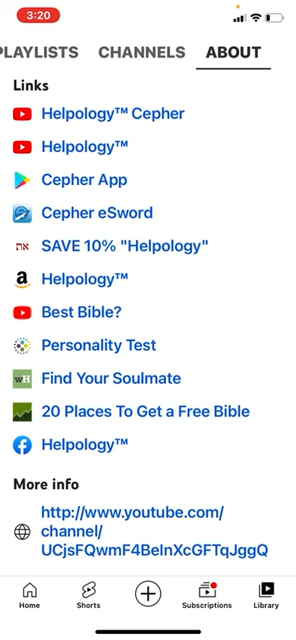 3:20
PLAYLISTS CHANNELS ABOUT
Links
Helpology™ Cepher
Helpology™
Cepher App
Cepher eSword
את SAVE 10% "Helpology"
Helpology™
Best Bible?
Personality Test
wH Find Your Soulmate
20 Places To Get a Free Bible
Helpology™
More info
http://www.youtube.com/
channel/
UCjsFQwmF4BeInXcGFTqJggQ
Home Shorts Subscriptions Library